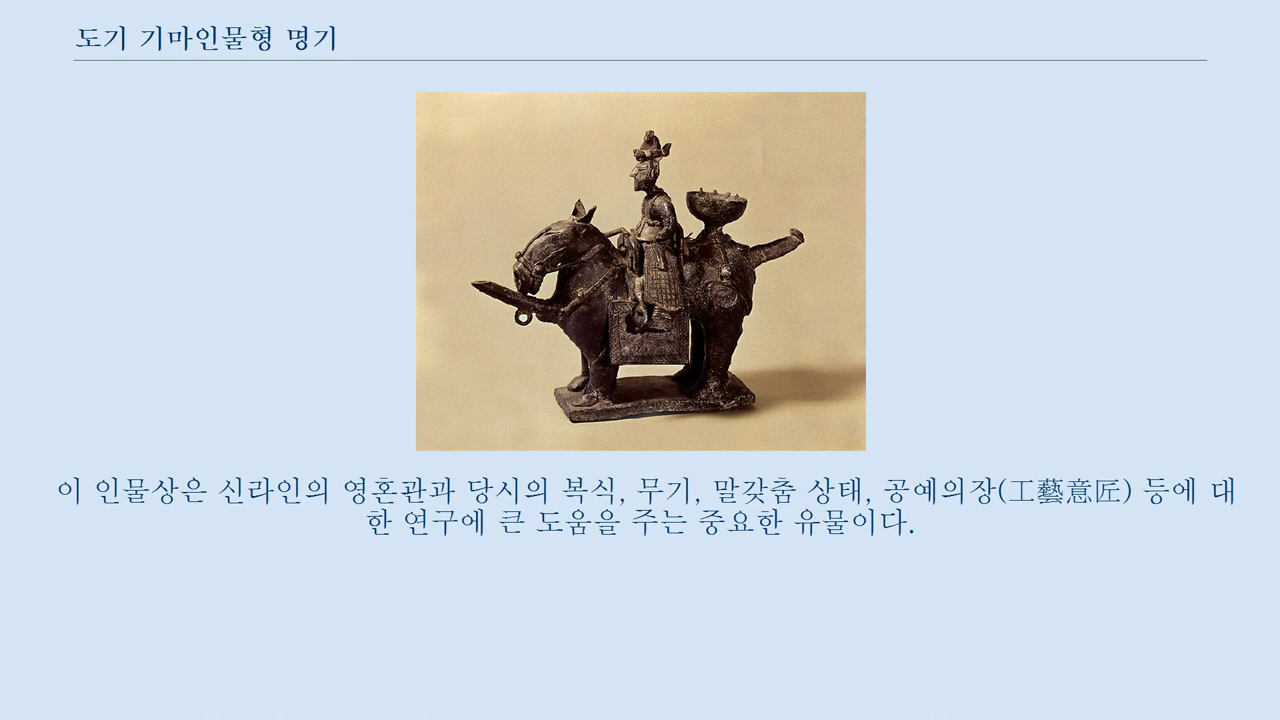 도기 기마인물형 명기
이 인물상은 신라인의 영혼관과 당시의 복식, 무기, 말갖춤 상태, 공예의장(工藝意匠) 등에 대
한 연구에 큰 도움을 주는 중요한 유물이다.